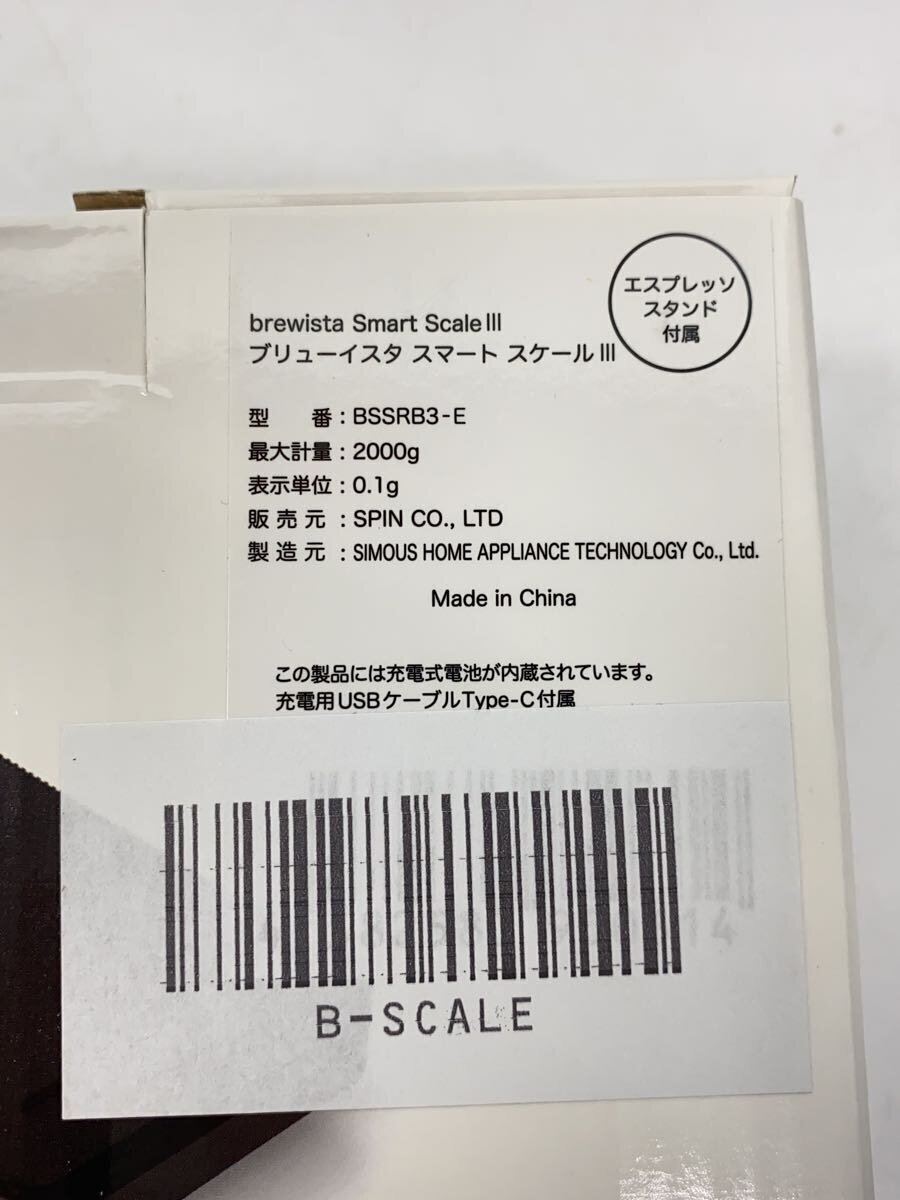 エスプレッソ
スタンド
付属
brewista Smart Scale III
ブリューイスタ スマート スケール III
型 番 : BSSRB3-E
最大計量 : 2000g
表示単位 : 0.1g
販 売 元 : SPIN CO., LTD
製 造 元 : SIMOUS HOME APPLIANCE TECHNOLOGY Co., Ltd.
Made in China
この製品には充電式電池が内蔵されています。
充電用USBケーブルType-C付属
B-SCALE